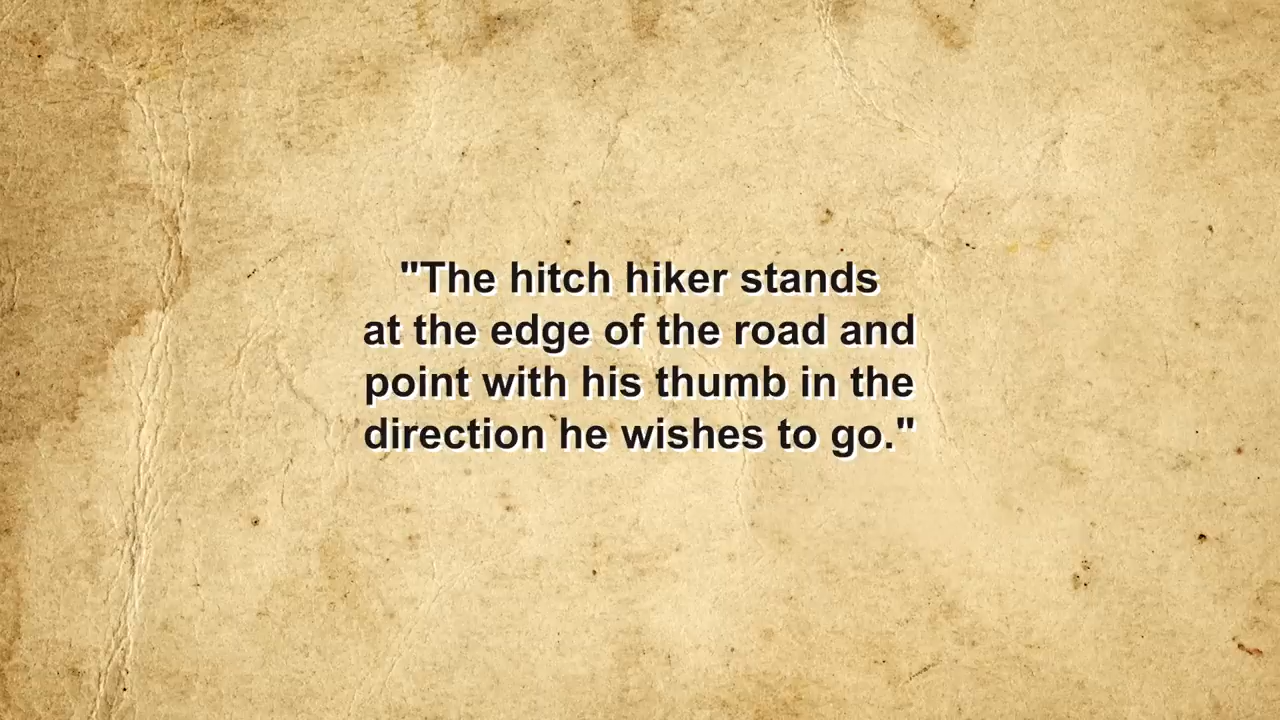 "The hitch hiker stands
at the edge of the road and
point with his thumb in the
direction he wishes to go."